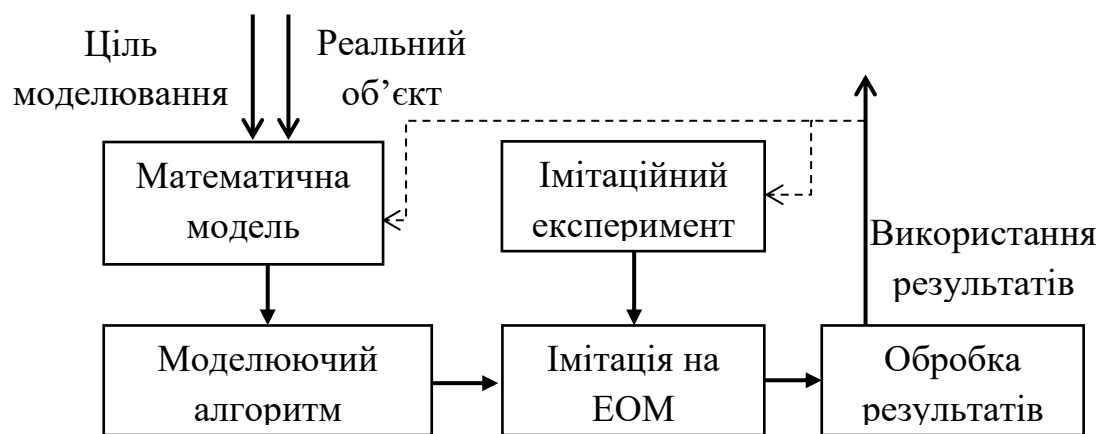 Ціль
моделювання
Реальний
об’єкт
Математична
модель
Імітаційний
експеримент
Використання
результатів
Моделюючий
алгоритм
Імітація на
ЕОМ
Обробка
результатів